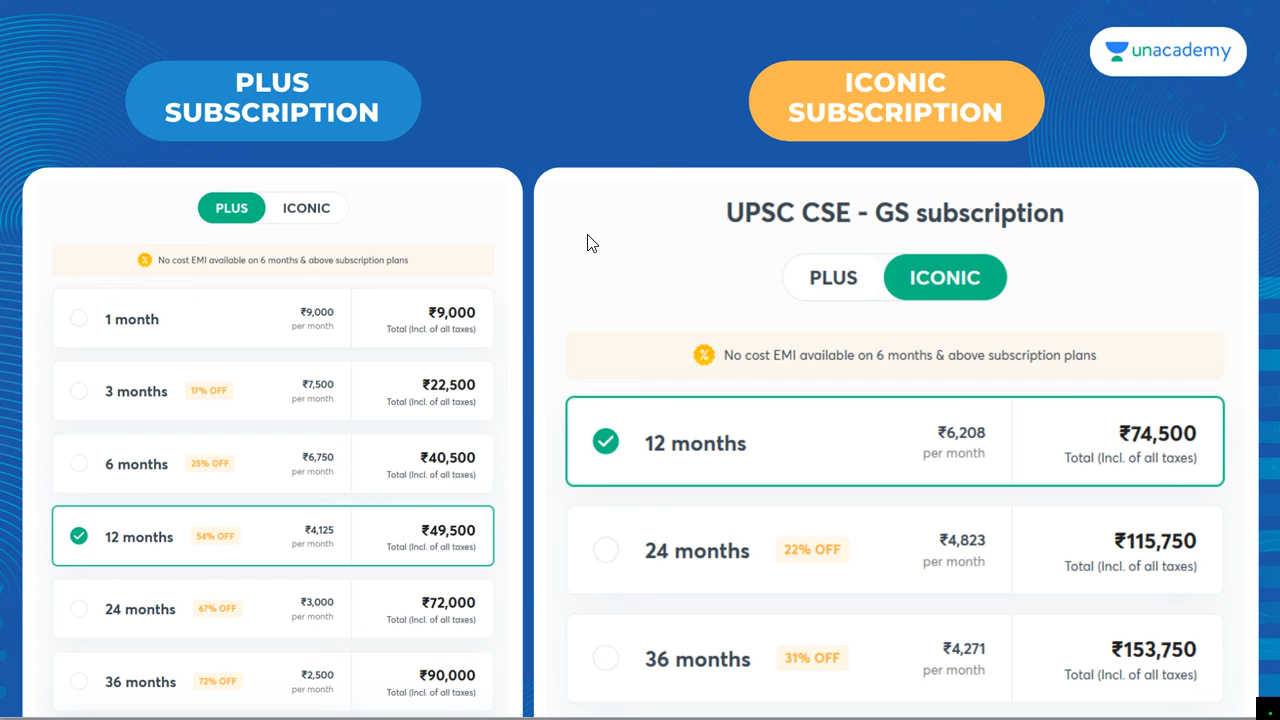 unacademy
PLUS
SUBSCRIPTION
PLUS
ICONIC
No cost EMI available on 6 months & above subscription plans
1 month
₹9,000
per month
₹9,000
Total (Incl. of all taxes)
3 months
17% OFF
₹7,500
per month
₹22,500
Total (Incl. of all taxes)
6 months
25% OFF
₹6,750
per month
₹40,500
Total (Incl. of all taxes)
12 months
54% OFF
₹4,125
per month
₹49,500
Total (Incl. of all taxes)
24 months
67% OFF
₹3,000
per month
₹72,000
Total (Incl. of all taxes)
36 months
72% OFF
₹2,500
per month
₹90,000
Total (Incl. of all taxes)
ICONIC
SUBSCRIPTION
UPSC CSE - GS subscription
PLUS
ICONIC
No cost EMI available on 6 months & above subscription plans
12 months
₹6,208
per month
₹74,500
Total (Incl. of all taxes)
24 months
22% OFF
₹4,823
per month
₹115,750
Total (Incl. of all taxes)
36 months
31% OFF
₹4,271
per month
₹153,750
Total (Incl. of all taxes)